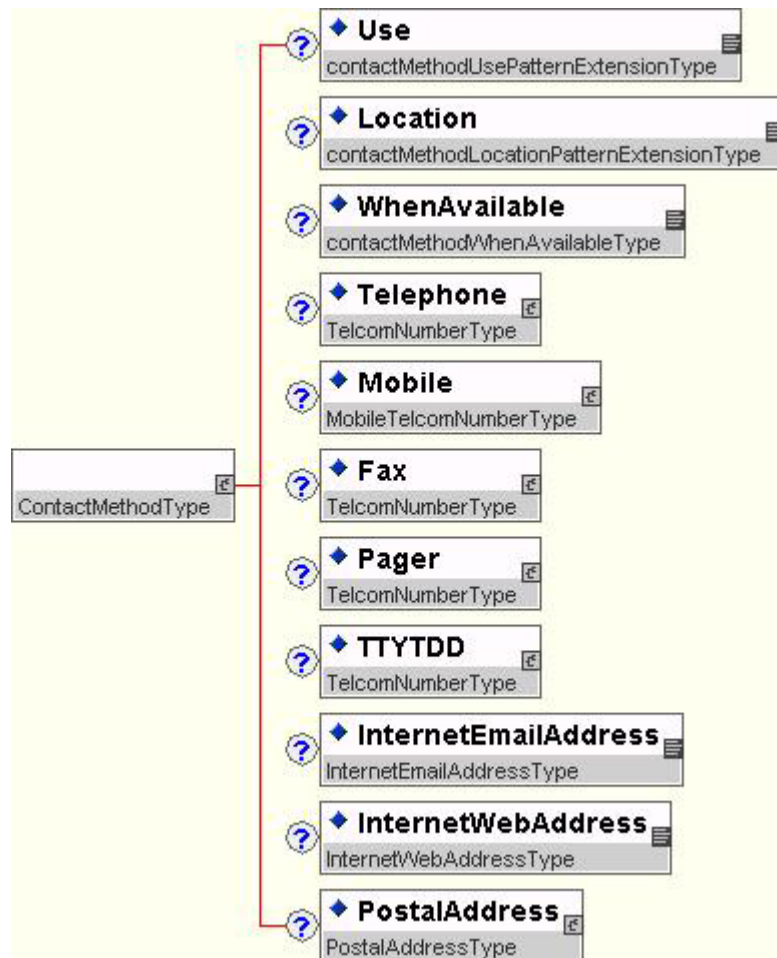 ? Use
contactMethodUsePatternExtensionType
? Location
contactMethodLocationPatternExtensionType
? WhenAvailable
contactMethodWhenAvailableType
? Telephone
TelcomNumberType
? Mobile
MobileTelcomNumberType
ContactMethodType
? Fax
TelcomNumberType
? Pager
TelcomNumberType
? TTYTDD
TelcomNumberType
? InternetEmailAddress
InternetEmailAddressType
? InternetWebAddress
InternetWebAddressType
? PostalAddress
PostalAddressType